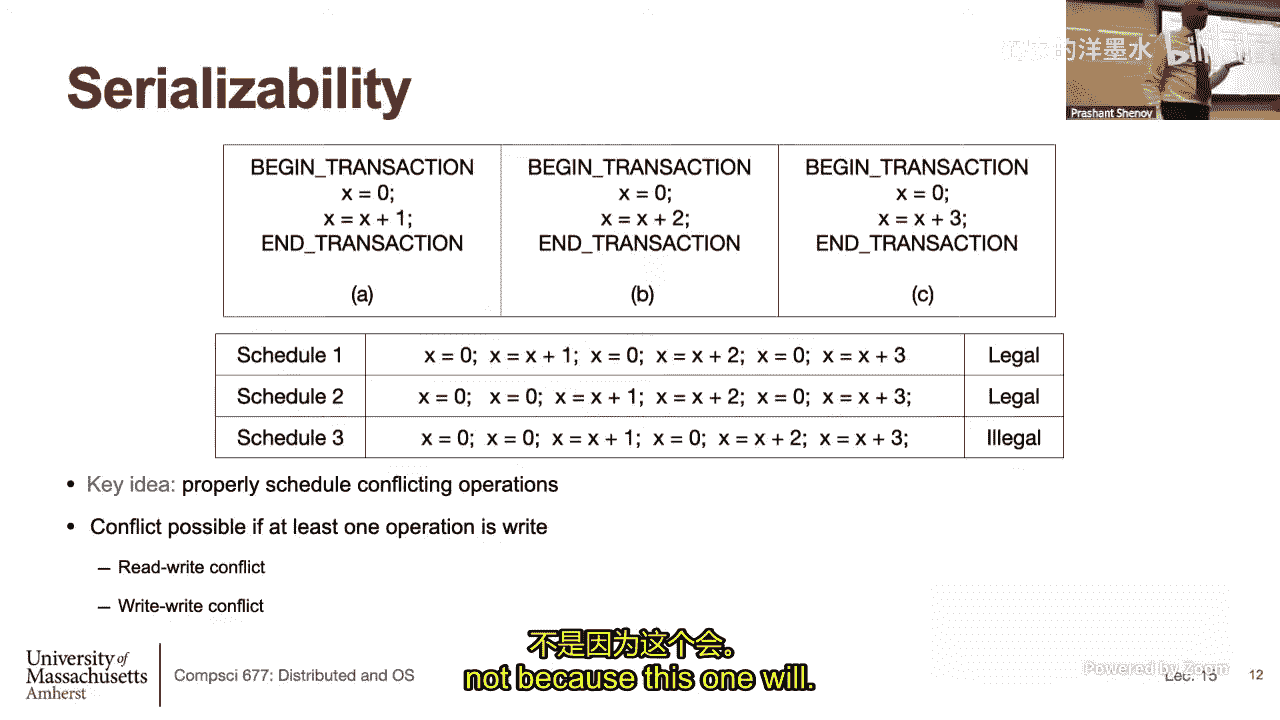 的洋墨水
Prashant Shenoy
Serializability
BEGIN_TRANSACTION
x = 0;
x = x + 1;
END_TRANSACTION
(a)
BEGIN_TRANSACTION
x = 0;
x = x + 2;
END_TRANSACTION
(b)
BEGIN_TRANSACTION
x = 0;
x = x + 3;
END_TRANSACTION
(c)
Schedule 1 x = 0; x = x + 1; x = 0; x = x + 2; x = 0; x = x + 3 Legal
Schedule 2 x = 0; x = 0; x = x + 1; x = x + 2; x = 0; x = x + 3; Legal
Schedule 3 x = 0; x = 0; x = x + 1; x = 0; x = x + 2; x = x + 3; Illegal
• Key idea: properly schedule conflicting operations
• Conflict possible if at least one operation is write
– Read-write conflict
– Write-write conflict
不是因为这个会。
not because this one will.
University of
Massachusetts
Amherst
Compsci 677: Distributed and OS
Powered by Zoom
12